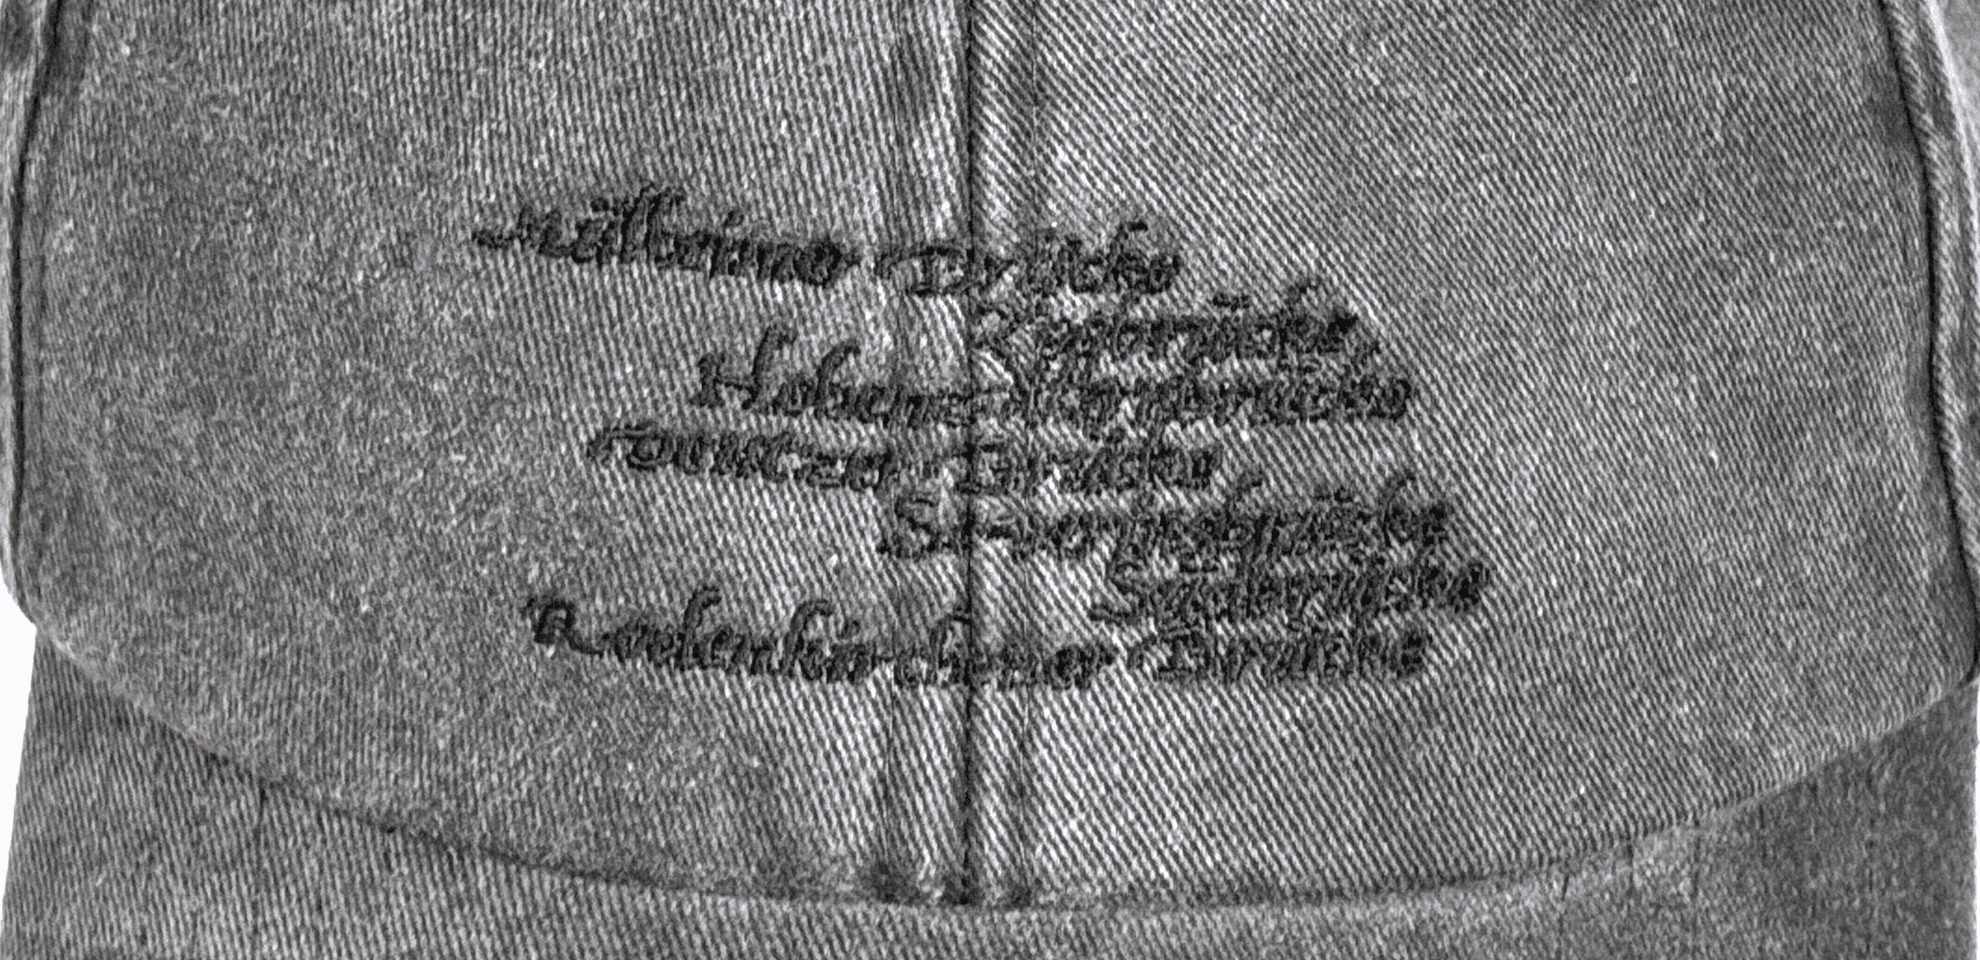 Mülheimer Brücke
Zoobrücke
Hohenzollernbrücke
Deutzer Brücke
Severinsbrücke
Südbrücke
Rodenkirchener Brücke